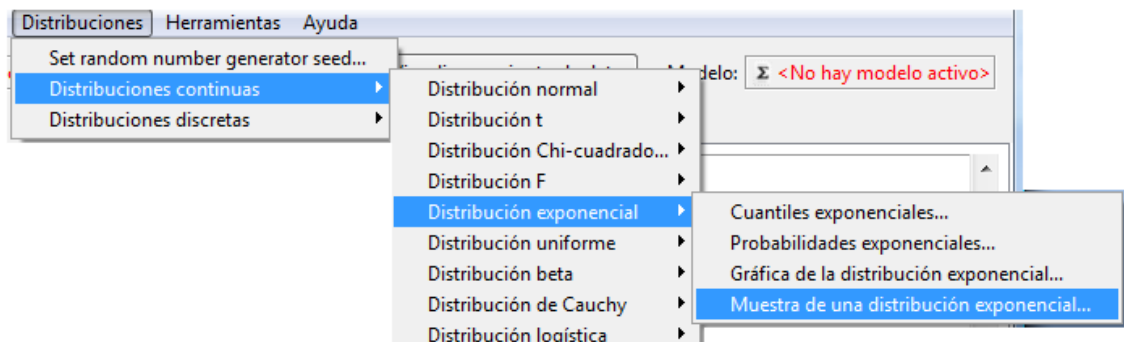 Distribuciones Herramientas Ayuda
Set random number generator seed...
Modelo: Σ <No hay modelo activo>
Distribuciones continuas
Distribuciones discretas
Distribución normal
Distribución t
Distribución Chi-cuadrado...
Distribución F
Distribución exponencial
Distribución uniforme
Distribución beta
Distribución de Cauchy
Distribución logística
Cuantiles exponenciales...
Probabilidades exponenciales...
Gráfica de la distribución exponencial...
Muestra de una distribución exponencial...